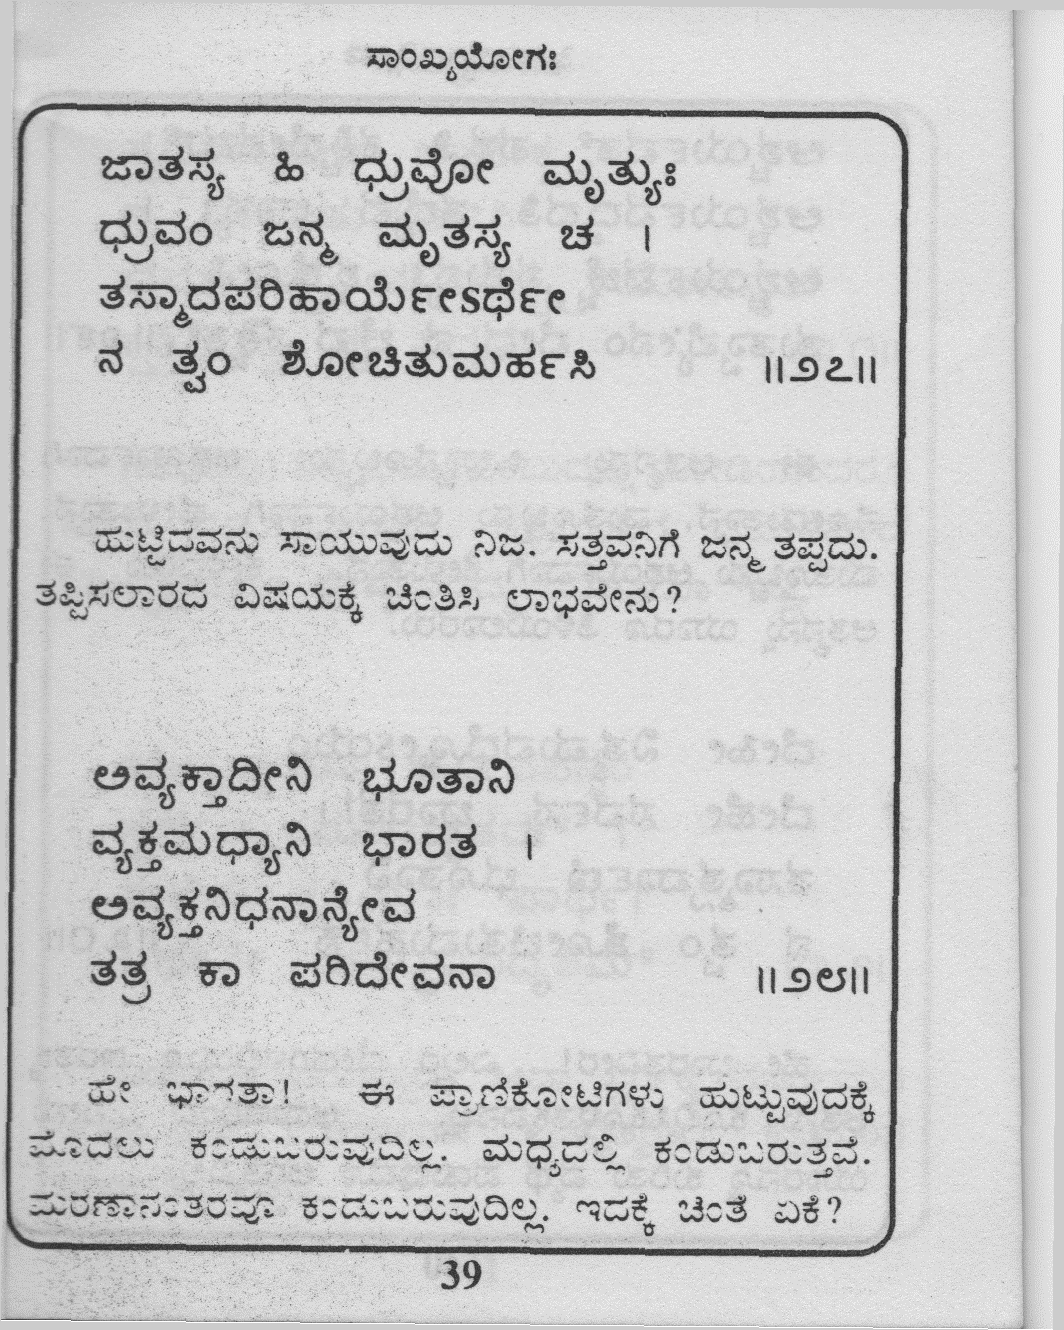 ಸಾಂಖ್ಯಯೋಗಃ
ಜಾತಸ್ಯ ಹಿ ಧ್ರುವೋ ಮೃತ್ಯುಃ
ಧ್ರುವಂ ಜನ್ಮ ಮೃತಸ್ಯ ಚ ।
ತಸ್ಮಾದಪರಿಹಾರ್ಯೇಽರ್ಥೇ
ನ ತ್ವಂ ಶೋಚಿತುಮರ್ಹಸಿ ॥೨೭॥
ಹುಟ್ಟಿದವನು ಸಾಯುವುದು ನಿಜ. ಸತ್ತವನಿಗೆ ಜನ್ಮ ತಪ್ಪದು.
ತಪ್ಪಿಸಲಾರದ ವಿಷಯಕ್ಕೆ ಚಿಂತಿಸಿ ಲಾಭವೇನು?
ಅವ್ಯಕ್ತಾದೀನಿ ಭೂತಾನಿ
ವ್ಯಕ್ತಮಧ್ಯಾನಿ ಭಾರತ ।
ಅವ್ಯಕ್ತನಿಧನಾನ್ಯೇವ
ತತ್ರ ಕಾ ಪರಿದೇವನಾ ॥೨೮॥
ಹೇ ಭಾರತಾ! ಈ ಪ್ರಾಣಿಕೋಟಿಗಳು ಹುಟ್ಟುವುದಕ್ಕೆ
ಮೊದಲು ಕಂಡುಬರುವುದಿಲ್ಲ. ಮಧ್ಯದಲ್ಲಿ ಕಂಡುಬರುತ್ತವೆ.
ಮರಣಾನಂತರವೂ ಕಂಡುಬರುವುದಿಲ್ಲ. ಇದಕ್ಕೆ ಚಿಂತೆ ಏಕೆ?
39